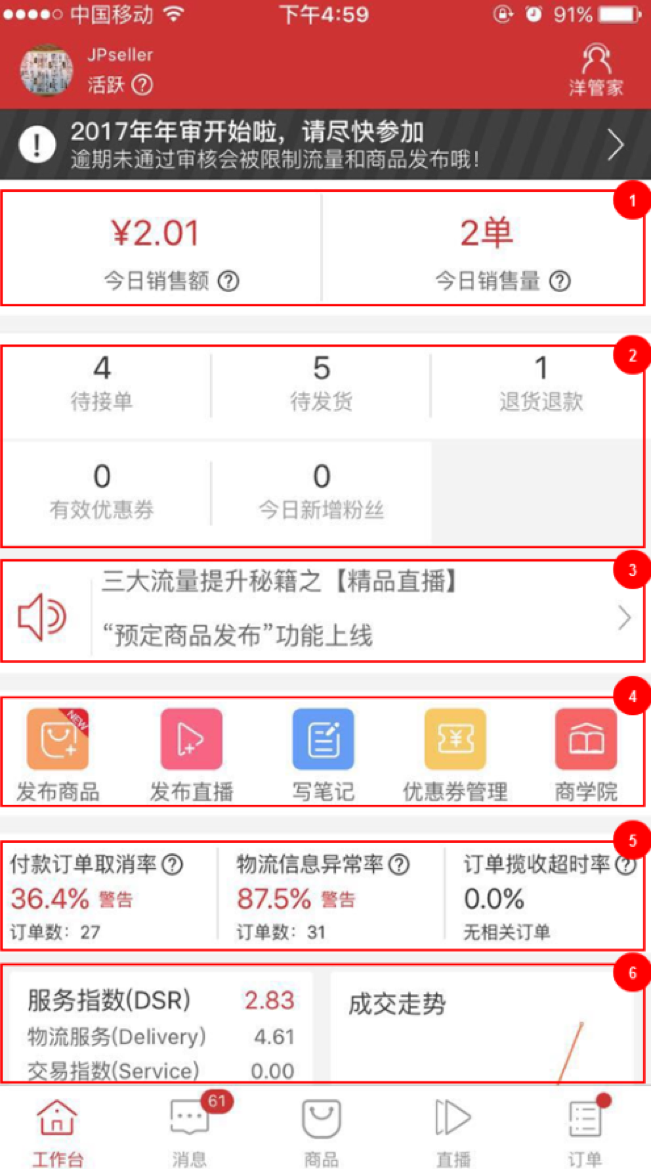 中国移动 下午4:59 91%
JPseller
活跃 ?
洋管家
! 2017年年审开始啦，请尽快参加
逾期未通过审核会被限制流量和商品发布哦！
1
¥2.01 2单
今日销售额 ? 今日销售量 ?
2
4 5 1
待接单 待发货 退货退款
0 0
有效优惠券 今日新增粉丝
3
三大流量提升秘籍之【精品直播】
“预定商品发布”功能上线
4
NEW
¥
发布商品 发布直播 写笔记 优惠券管理 商学院
5
付款订单取消率 ? 物流信息异常率 ? 订单揽收超时率 ?
36.4% 警告 87.5% 警告 0.0%
订单数：27 订单数：31 无相关订单
6
服务指数(DSR) 2.83 成交走势
物流服务(Delivery) 4.61
交易指数(Service) 0.00
61
工作台 消息 商品 直播 订单